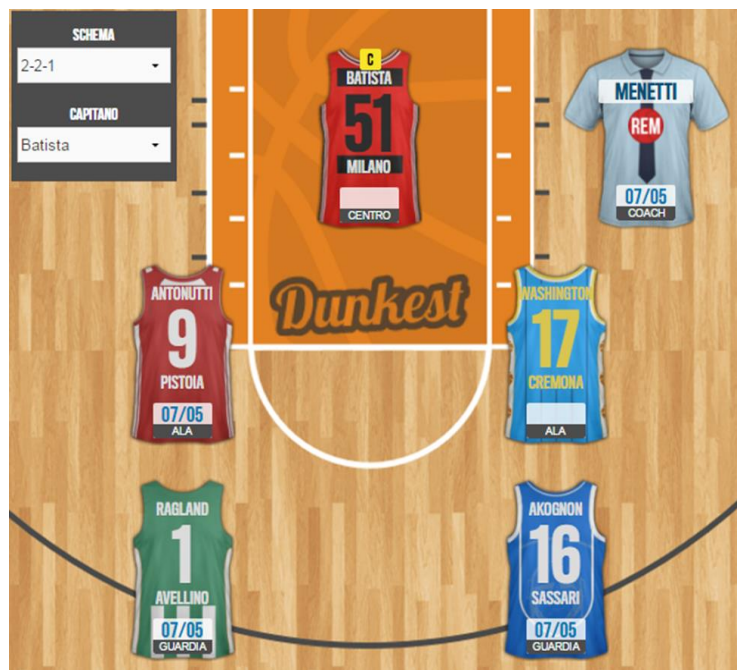 SCHEMA
2-2-1
CAPITANO
Batista
C
BATISTA
51
MILANO
CENTRO
MENETTI
REM
07/05
COACH
Dunkest
ANTONUTTI
9
PISTOIA
07/05
ALA
WASHINGTON
17
CREMONA
ALA
RAGLAND
1
AVELLINO
07/05
GUARDIA
AKOGNON
16
SASSARI
07/05
GUARDIA